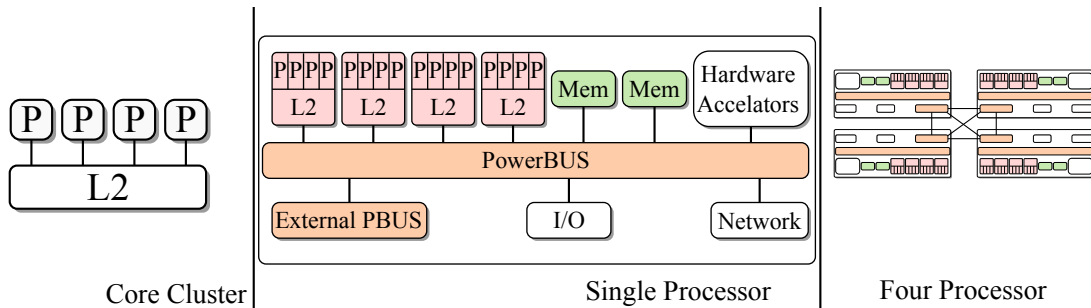 P P P P
L2
Core Cluster
PPPP PPPP PPPP PPPP
L2 L2 L2 L2
Mem Mem
Hardware
Accelators
PowerBUS
External PBUS I/O Network
Single Processor
Four Processor